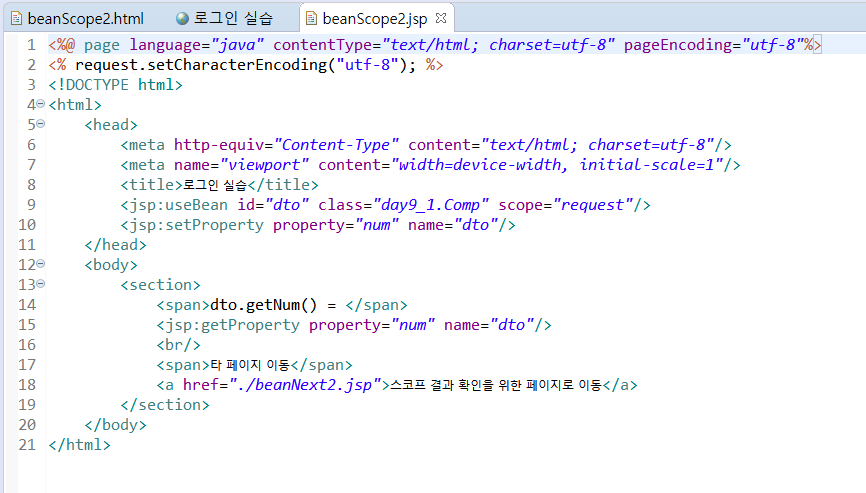 beanScope2.html 로그인 실습 beanScope2.jsp
1 <%@ page language="java" contentType="text/html; charset=utf-8" pageEncoding="utf-8"%>
2 <% request.setCharacterEncoding("utf-8"); %>
3 <!DOCTYPE html>
4 <html>
5 <head>
6 <meta http-equiv="Content-Type" content="text/html; charset=utf-8"/>
7 <meta name="viewport" content="width=device-width, initial-scale=1"/>
8 <title>로그인 실습</title>
9 <jsp:useBean id="dto" class="day9_1.Comp" scope="request"/>
10 <jsp:setProperty property="num" name="dto"/>
11 </head>
12 <body>
13 <section>
14 <span>dto.getNum() = </span>
15 <jsp:getProperty property="num" name="dto"/>
16 <br/>
17 <span>타 페이지 이동</span>
18 <a href="./beanNext2.jsp">스코프 결과 확인을 위한 페이지로 이동</a>
19 </section>
20 </body>
21 </html>